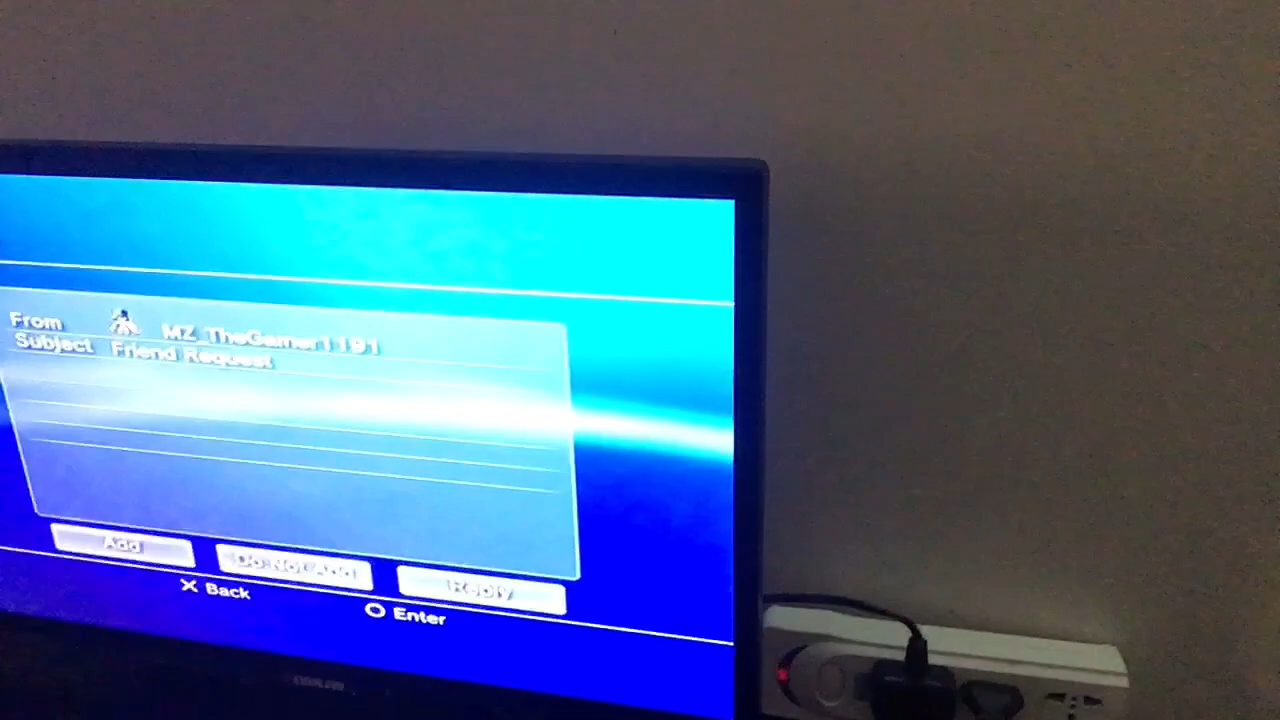 From MZ_TheGamer1191
Subject Friend Request
Add Do Not Add Reply
X Back
O Enter